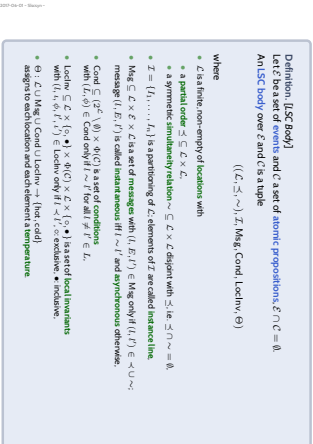 Definition. [LSC Body]
Let ℰ be a set of events and 𝒞 a set of atomic propositions, ℰ ∩ 𝒞 = ∅.
An LSC body over ℰ and 𝒞 is a tuple
((ℒ, ⪯, ∼), ℐ, Msg, Cond, LocInv, Θ)
where
• ℒ is a finite, non-empty of locations with
• a partial order ⪯ ⊆ ℒ × ℒ,
• a symmetric simultaneity relation ∼ ⊆ ℒ × ℒ disjoint with ⪯, i.e. ⪯ ∩ ∼ = ∅,
• ℐ = {I₁, . . . , Iₙ} is a partitioning of ℒ; elements of ℐ are called instance line,
• Msg ⊆ ℒ × ℰ × ℒ is a set of messages with (l, E, l′) ∈ Msg only if (l, l′) ∈ ≺ ∪ ∼;
message (l, E, l′) is called instantaneous iff l ∼ l′ and asynchronous otherwise,
• Cond ⊆ (2^ℒ \ ∅) × Φ(𝒞) is a set of conditions
with (L, ϕ) ∈ Cond only if l ∼ l′ for all l ≠ l′ ∈ L,
• LocInv ⊆ ℒ × {∘, •} × Φ(𝒞) × ℒ × {∘, •} is a set of local invariants
with (l, ι, ϕ, l′, ι′) ∈ LocInv only if l ≺ l′, ∘: exclusive, •: inclusive,
• Θ : ℒ ∪ Msg ∪ Cond ∪ LocInv → {hot, cold}
assigns to each location and each element a temperature.